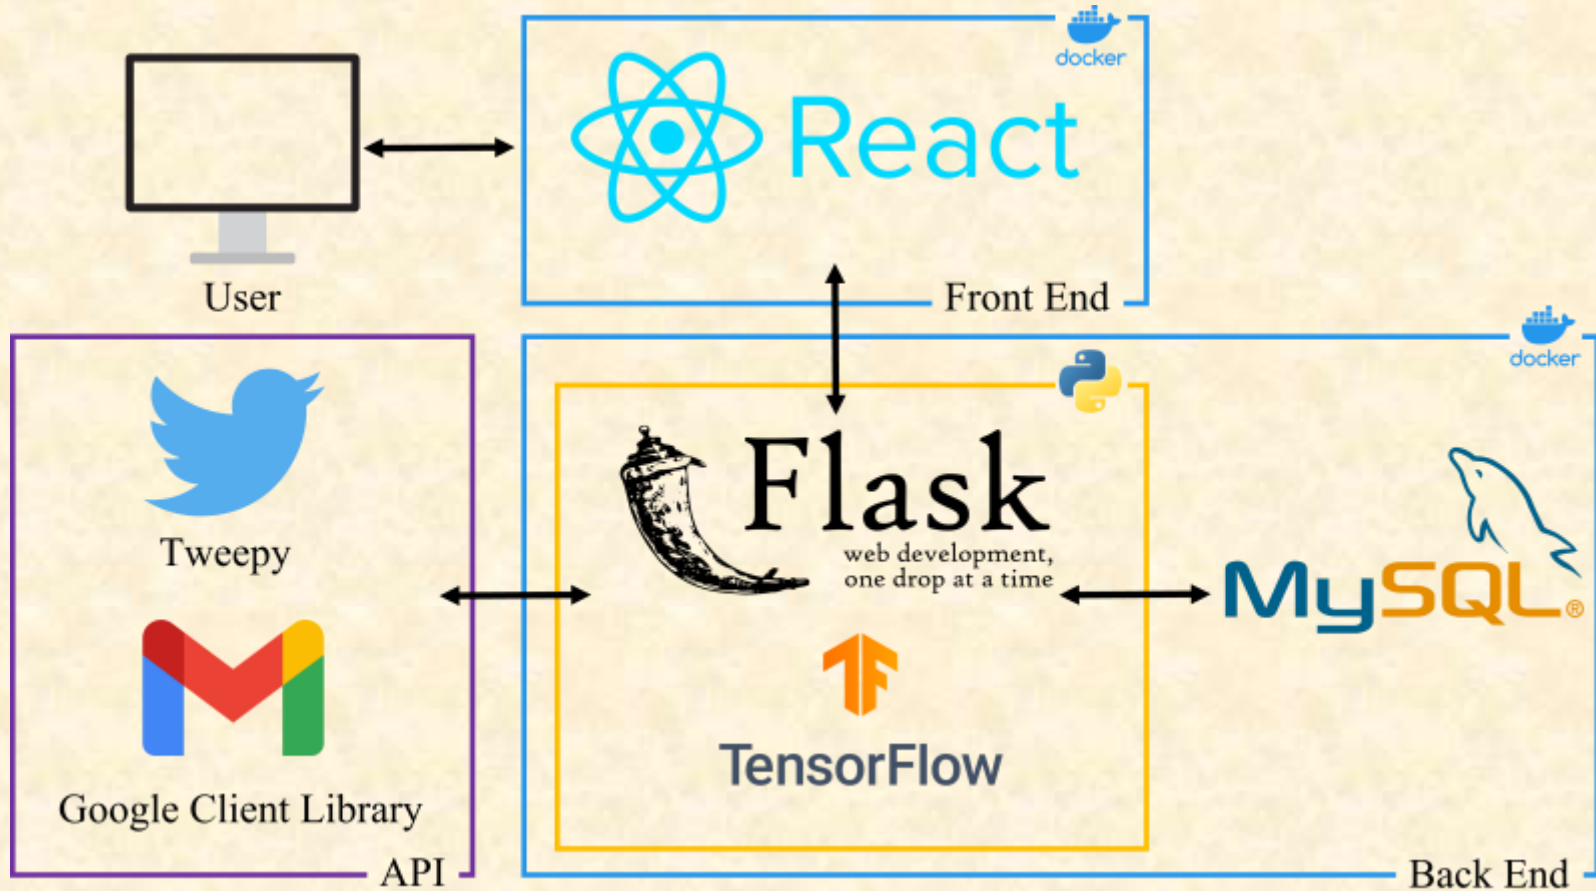 docker
React
User
Front End
docker
Tweepy
Flask
web development,
one drop at a time
MySQL®
TensorFlow
Google Client Library
API
Back End